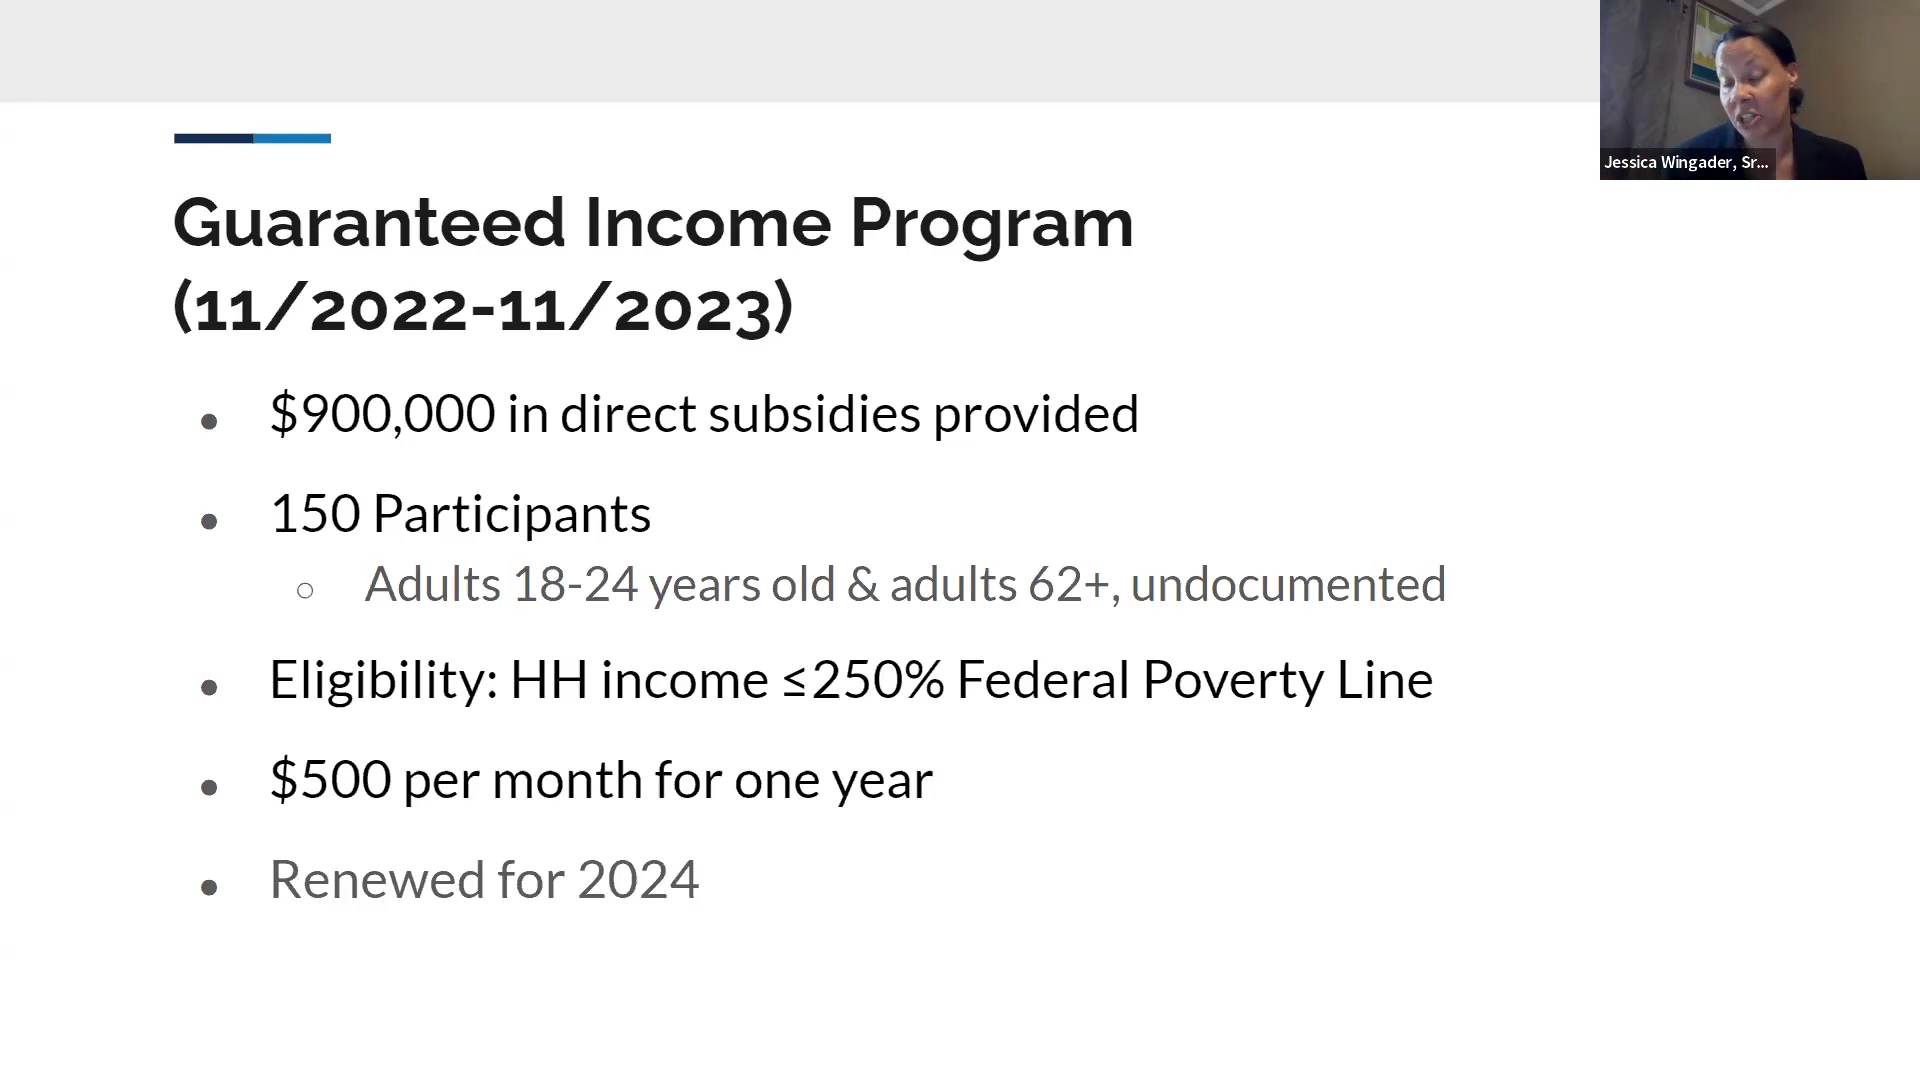 Jessica Wingader, Sr...
Guaranteed Income Program
(11/2022-11/2023)
● $900,000 in direct subsidies provided
● 150 Participants
○ Adults 18-24 years old & adults 62+, undocumented
● Eligibility: HH income ≤250% Federal Poverty Line
● $500 per month for one year
● Renewed for 2024